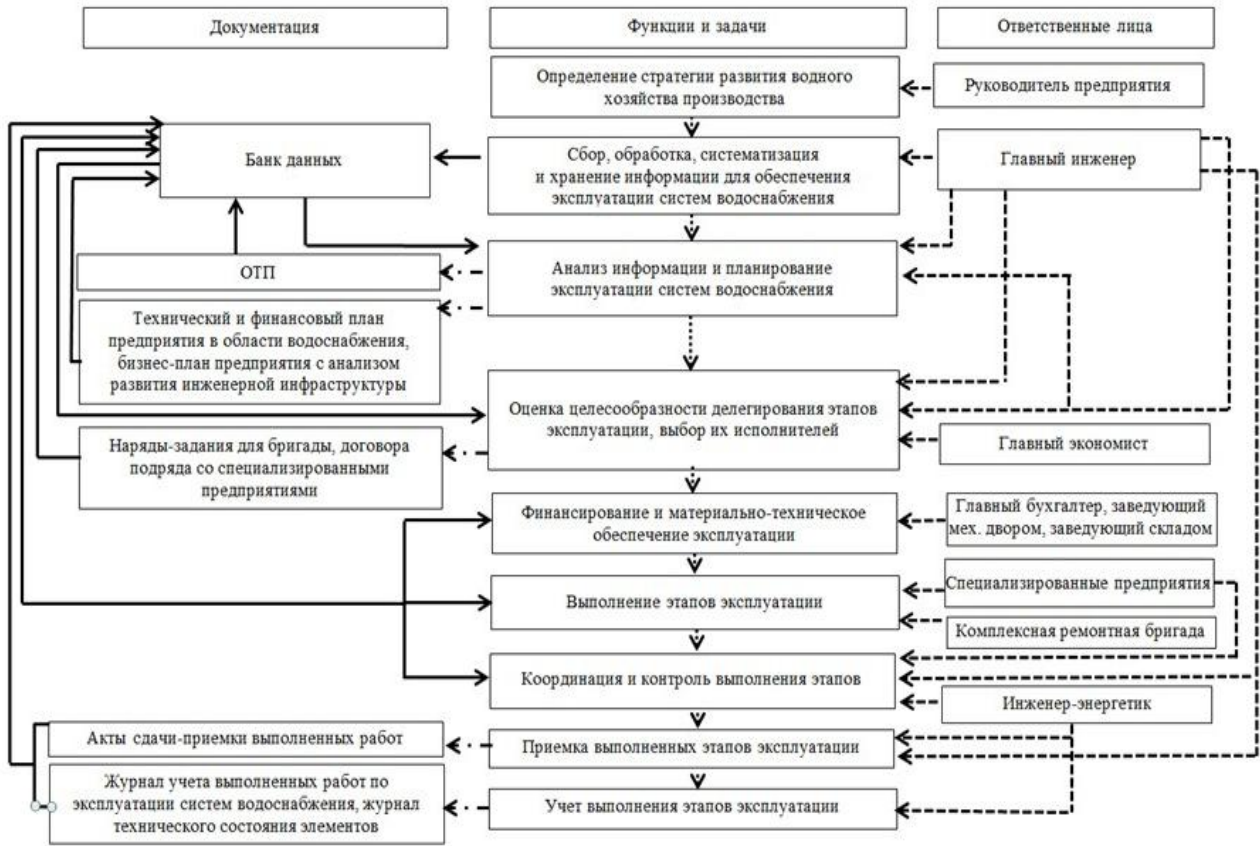 Документация
Функции и задачи
Ответственные лица
Определение стратегии развития водного
хозяйства производства
Руководитель предприятия
Банк данных
Сбор, обработка, систематизация
и хранение информации для обеспечения
эксплуатации систем водоснабжения
Главный инженер
ОТП
Анализ информации и планирование
эксплуатации систем водоснабжения
Технический и финансовый план
предприятия в области водоснабжения,
бизнес-план предприятия с анализом
развития инженерной инфраструктуры
Оценка целесообразности делегирования этапов
эксплуатации, выбор их исполнителей
Главный экономист
Наряды-задания для бригады, договора
подряда со специализированными
предприятиями
Финансирование и материально-техническое
обеспечение эксплуатации
Главный бухгалтер, заведующий
мех. двором, заведующий складом
Выполнение этапов эксплуатации
Специализированные предприятия
Комплексная ремонтная бригада
Координация и контроль выполнения этапов
Инженер-энергетик
Акты сдачи-приемки выполненных работ
Приемка выполненных этапов эксплуатации
Журнал учета выполненных работ по
эксплуатации систем водоснабжения, журнал
технического состояния элементов
Учет выполнения этапов эксплуатации